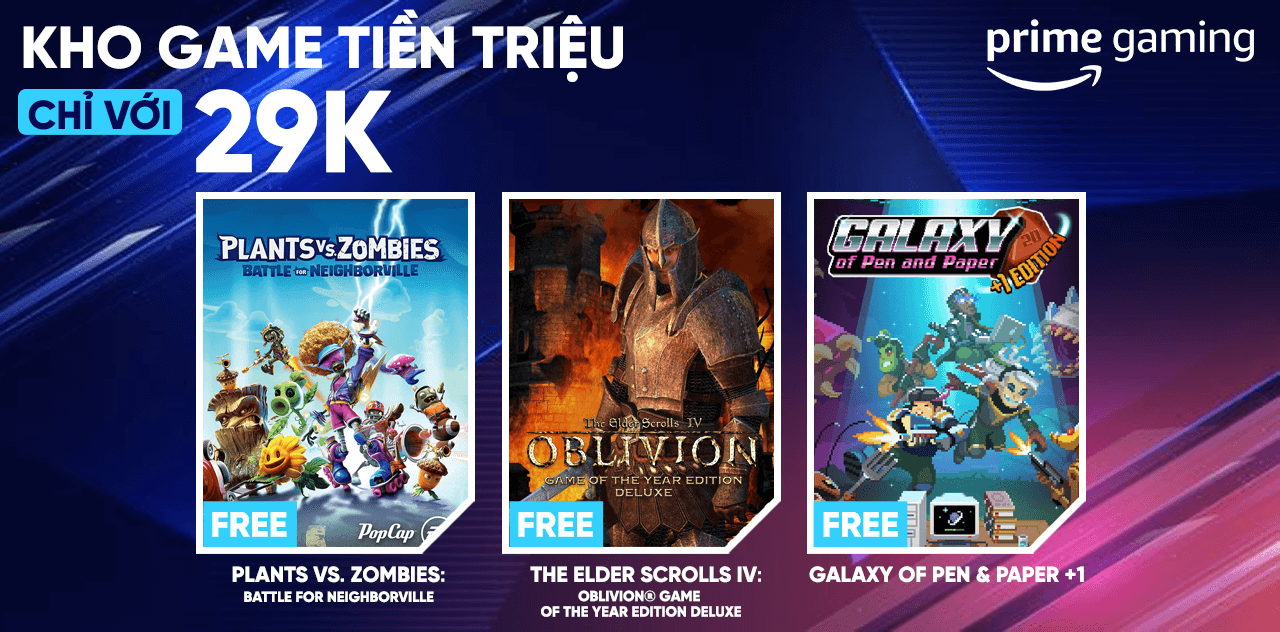 KHO GAME TIỀN TRIỆU
prime gaming
CHỈ VỚI
29K
PLANTS VS. ZOMBIES
BATTLE FOR NEIGHBORVILLE
PopCap
FREE
The Elder Scrolls IV
OBLIVION
GAME OF THE YEAR EDITION
DELUXE
FREE
GALAXY
of Pen and Paper
20
+1 EDITION
FREE
PLANTS VS. ZOMBIES:
BATTLE FOR NEIGHBORVILLE
THE ELDER SCROLLS IV:
OBLIVION® GAME
OF THE YEAR EDITION DELUXE
GALAXY OF PEN & PAPER +1